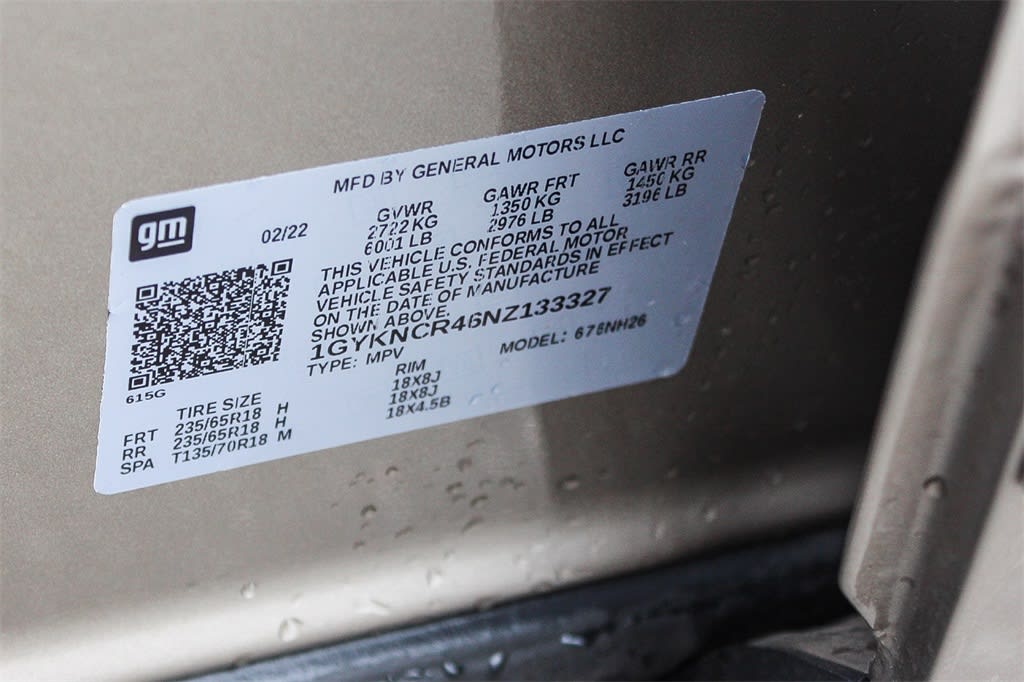 MFD BY GENERAL MOTORS LLC
gm
02/22
GVWR
2722 KG
6001 LB
GAWR FRT
1350 KG
2976 LB
GAWR RR
1450 KG
3196 LB
THIS VEHICLE CONFORMS TO ALL
APPLICABLE U.S. FEDERAL MOTOR
VEHICLE SAFETY STANDARDS IN EFFECT
ON THE DATE OF MANUFACTURE
SHOWN ABOVE.
1GYKNCR46NZ133327
TYPE: MPV
MODEL: 676NH26
615G
TIRE SIZE
RIM
FRT 235/65R18 H 18X8J
RR 235/65R18 H 18X8J
SPA T135/70R18 M 18X4.5B